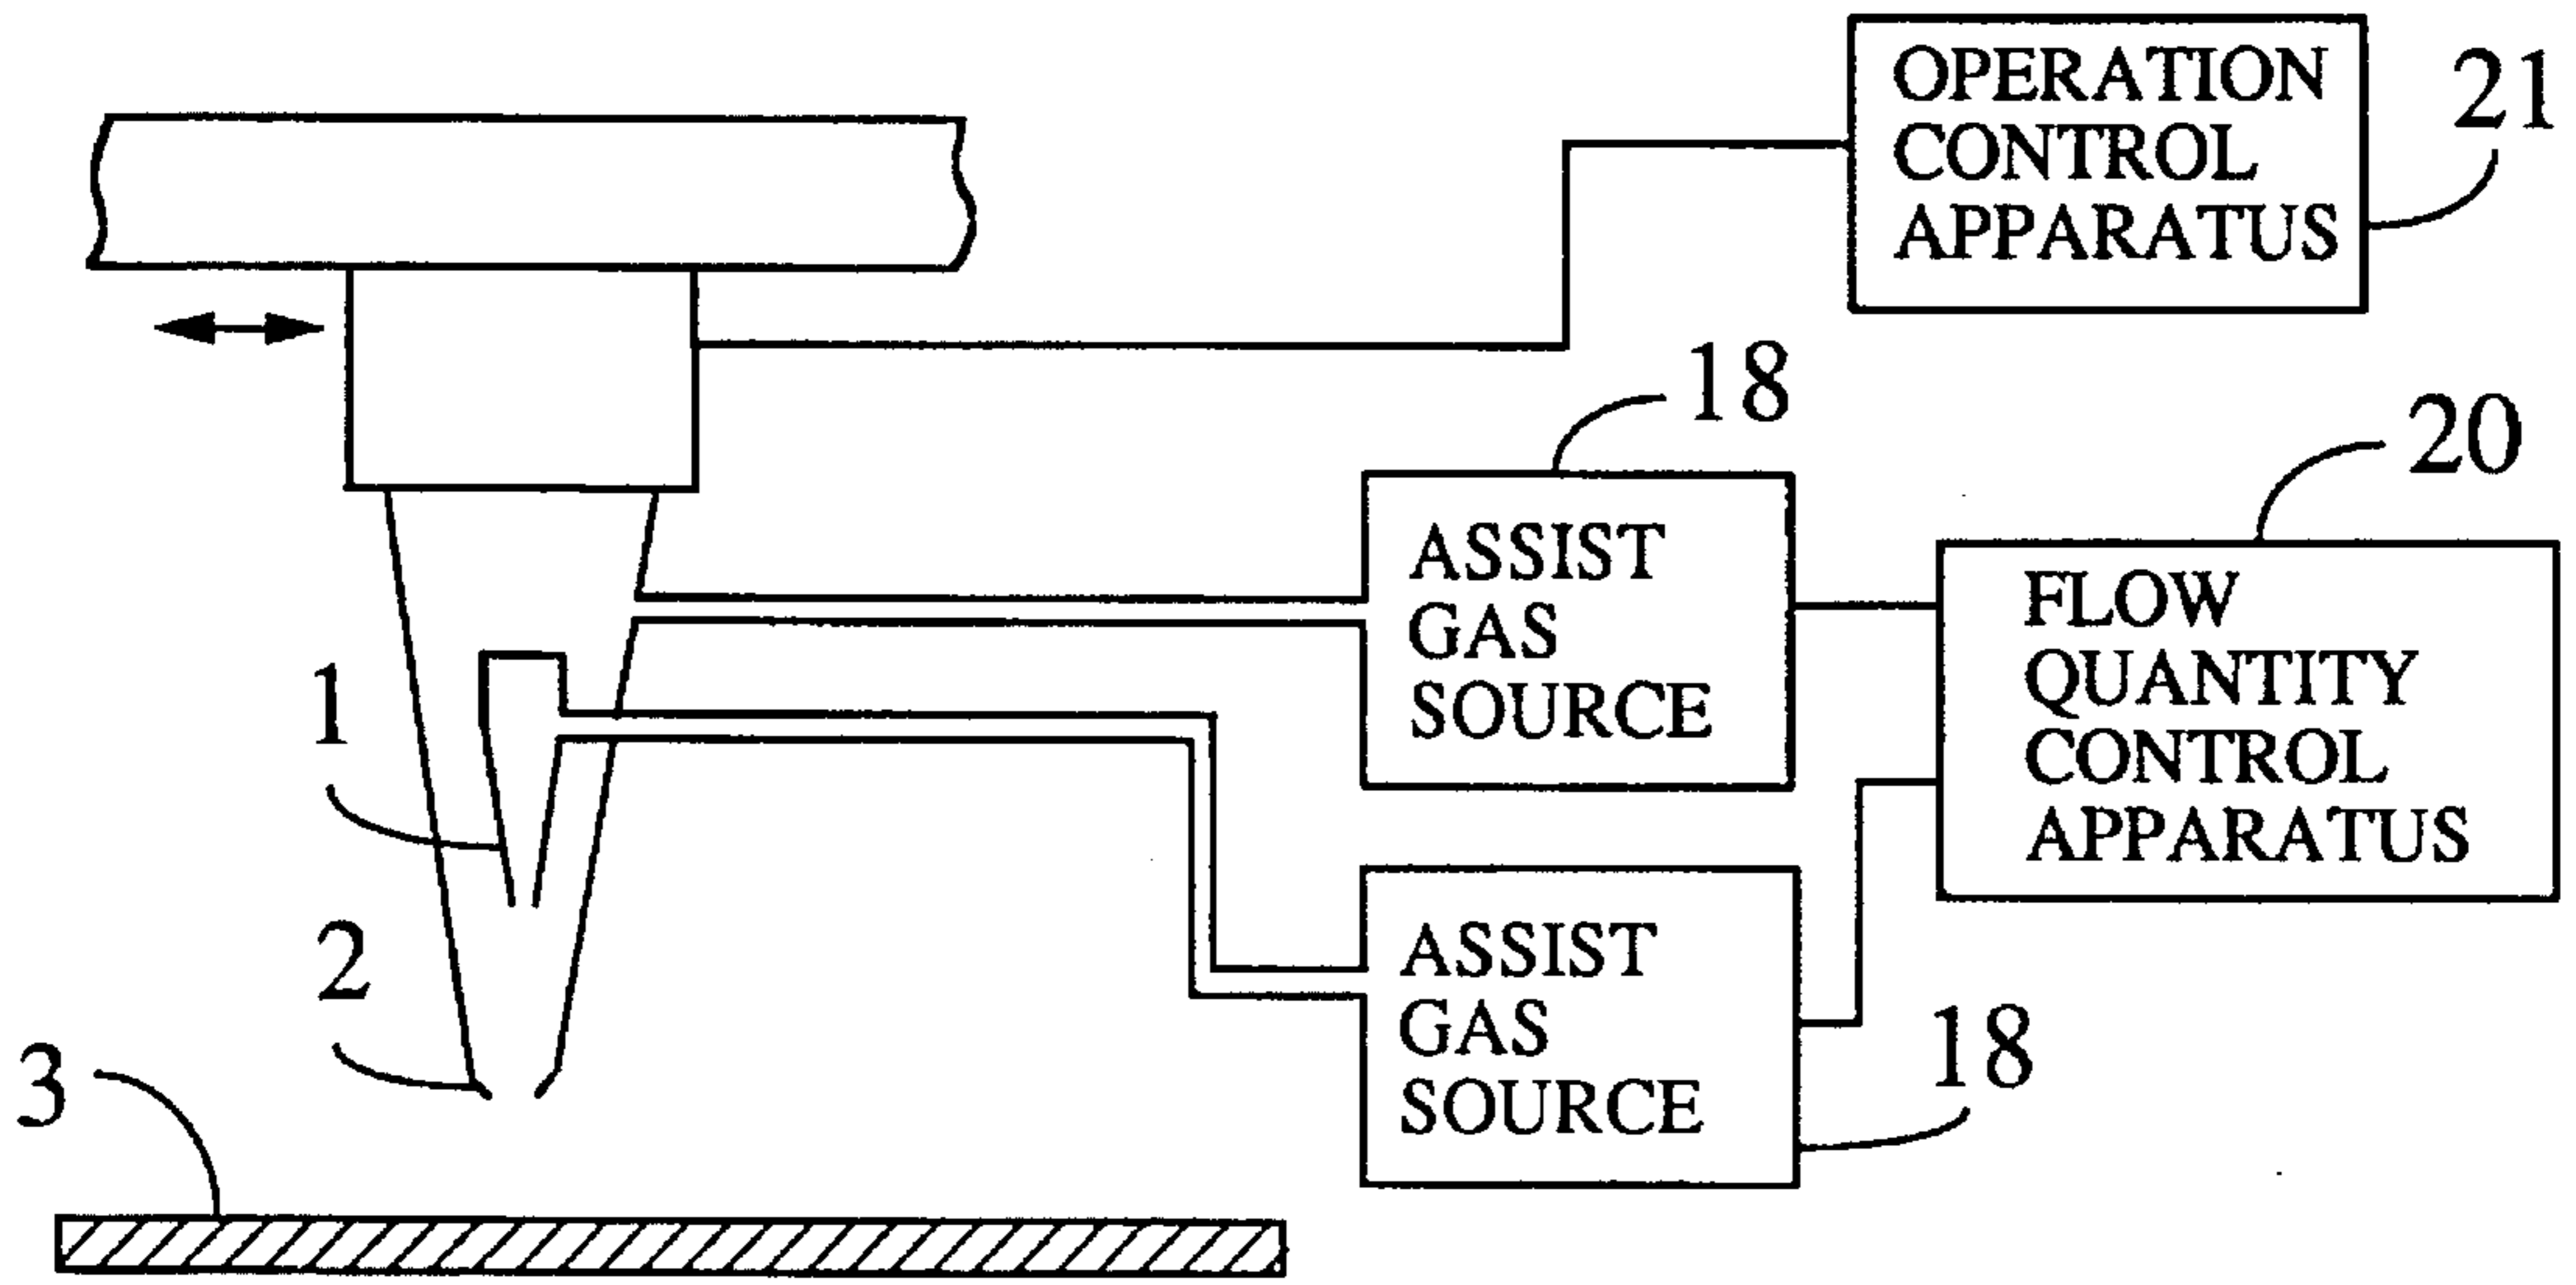 OPERATION
CONTROL
APPARATUS
21
18
20
ASSIST
GAS
SOURCE
FLOW
QUANTITY
CONTROL
APPARATUS
1
2
ASSIST
GAS
SOURCE
18
3